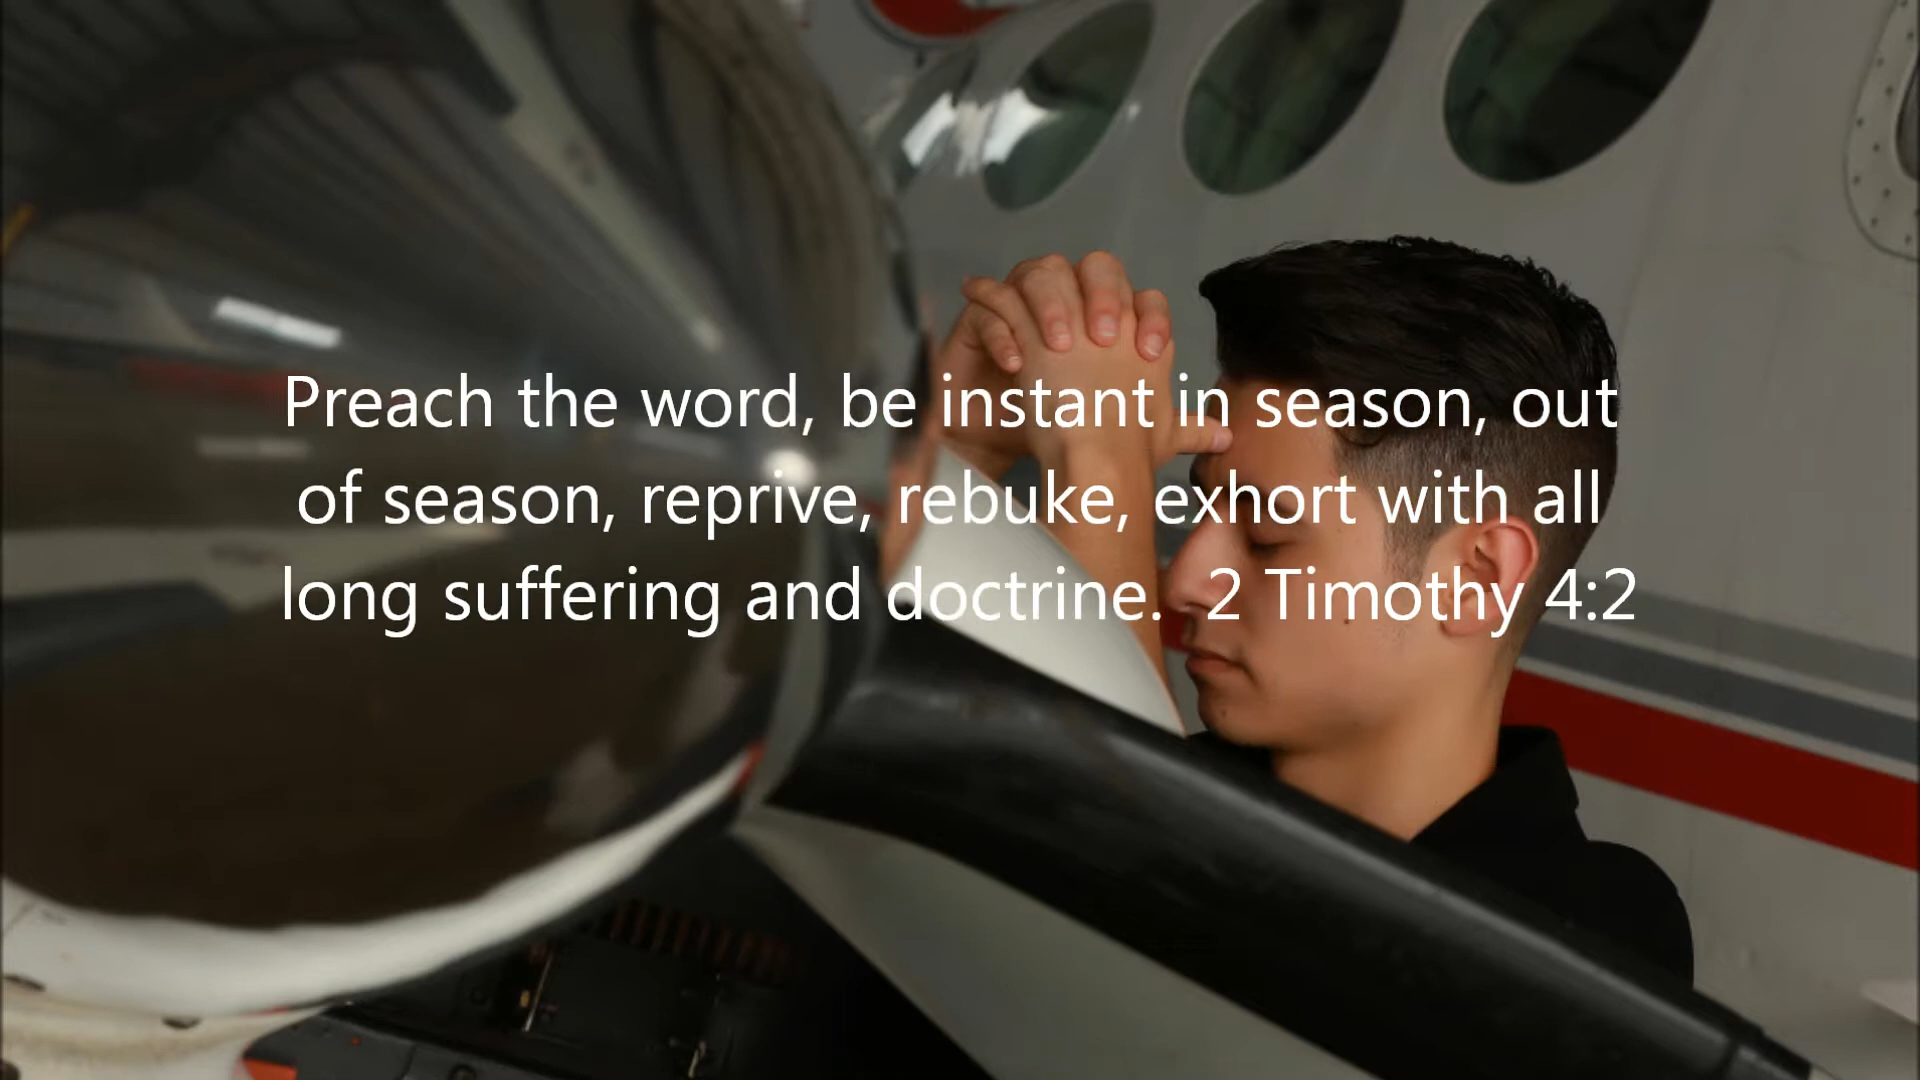 Preach the word, be instant in season, out
of season, reprive, rebuke, exhort with all
long suffering and doctrine.  2 Timothy 4:2